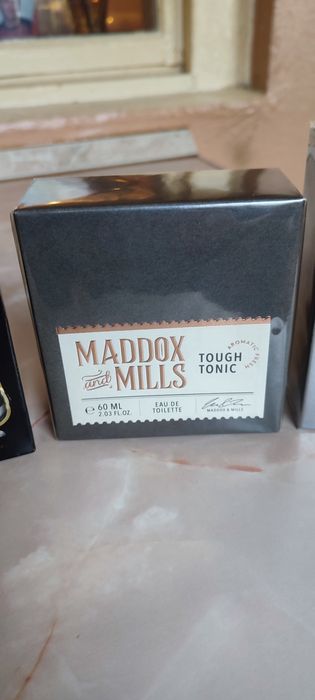 MADDOX
and MILLS
TOUGH
TONIC
AROMATIC FRESH
℮ 60 ML
2.03 FL.OZ.
EAU DE
TOILETTE
MADDOX & MILLS